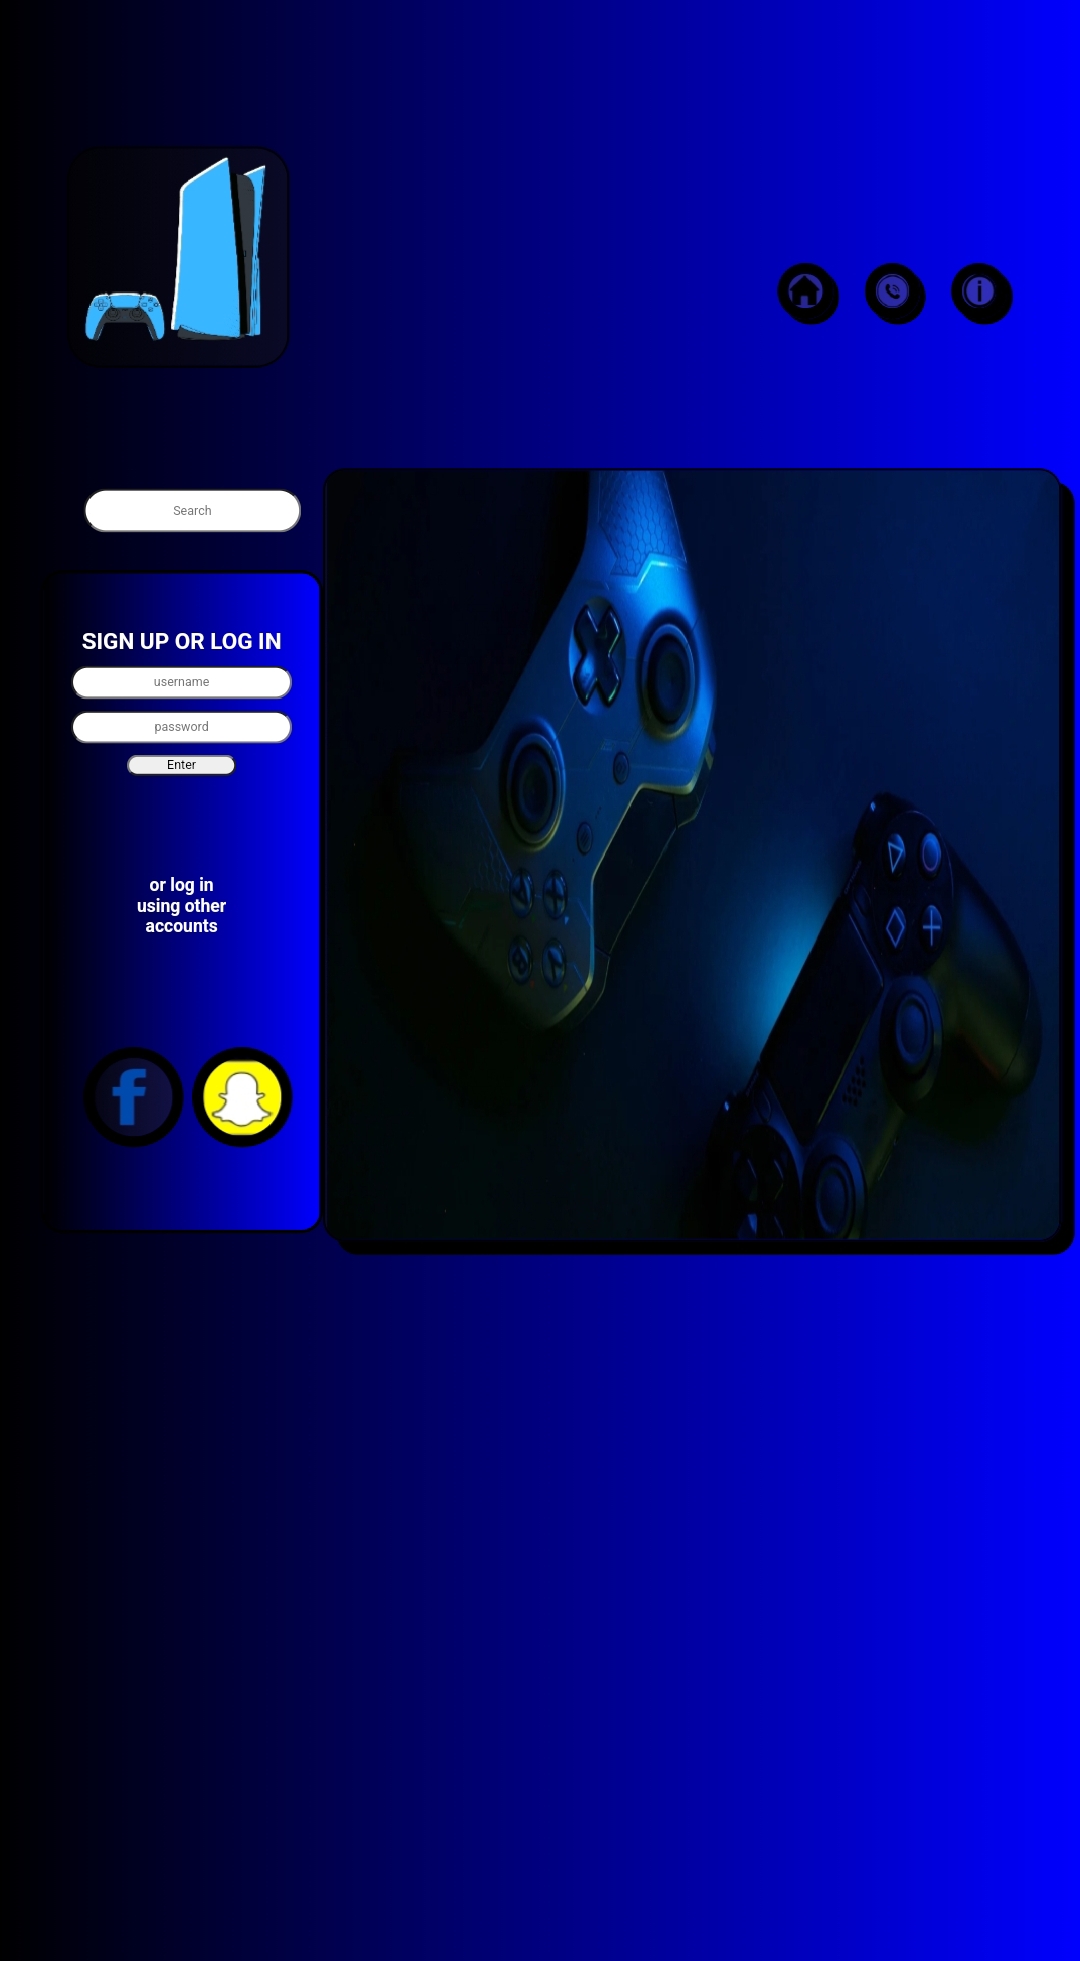 Search
SIGN UP OR LOG IN
username
password
Enter
or log in
using other
accounts